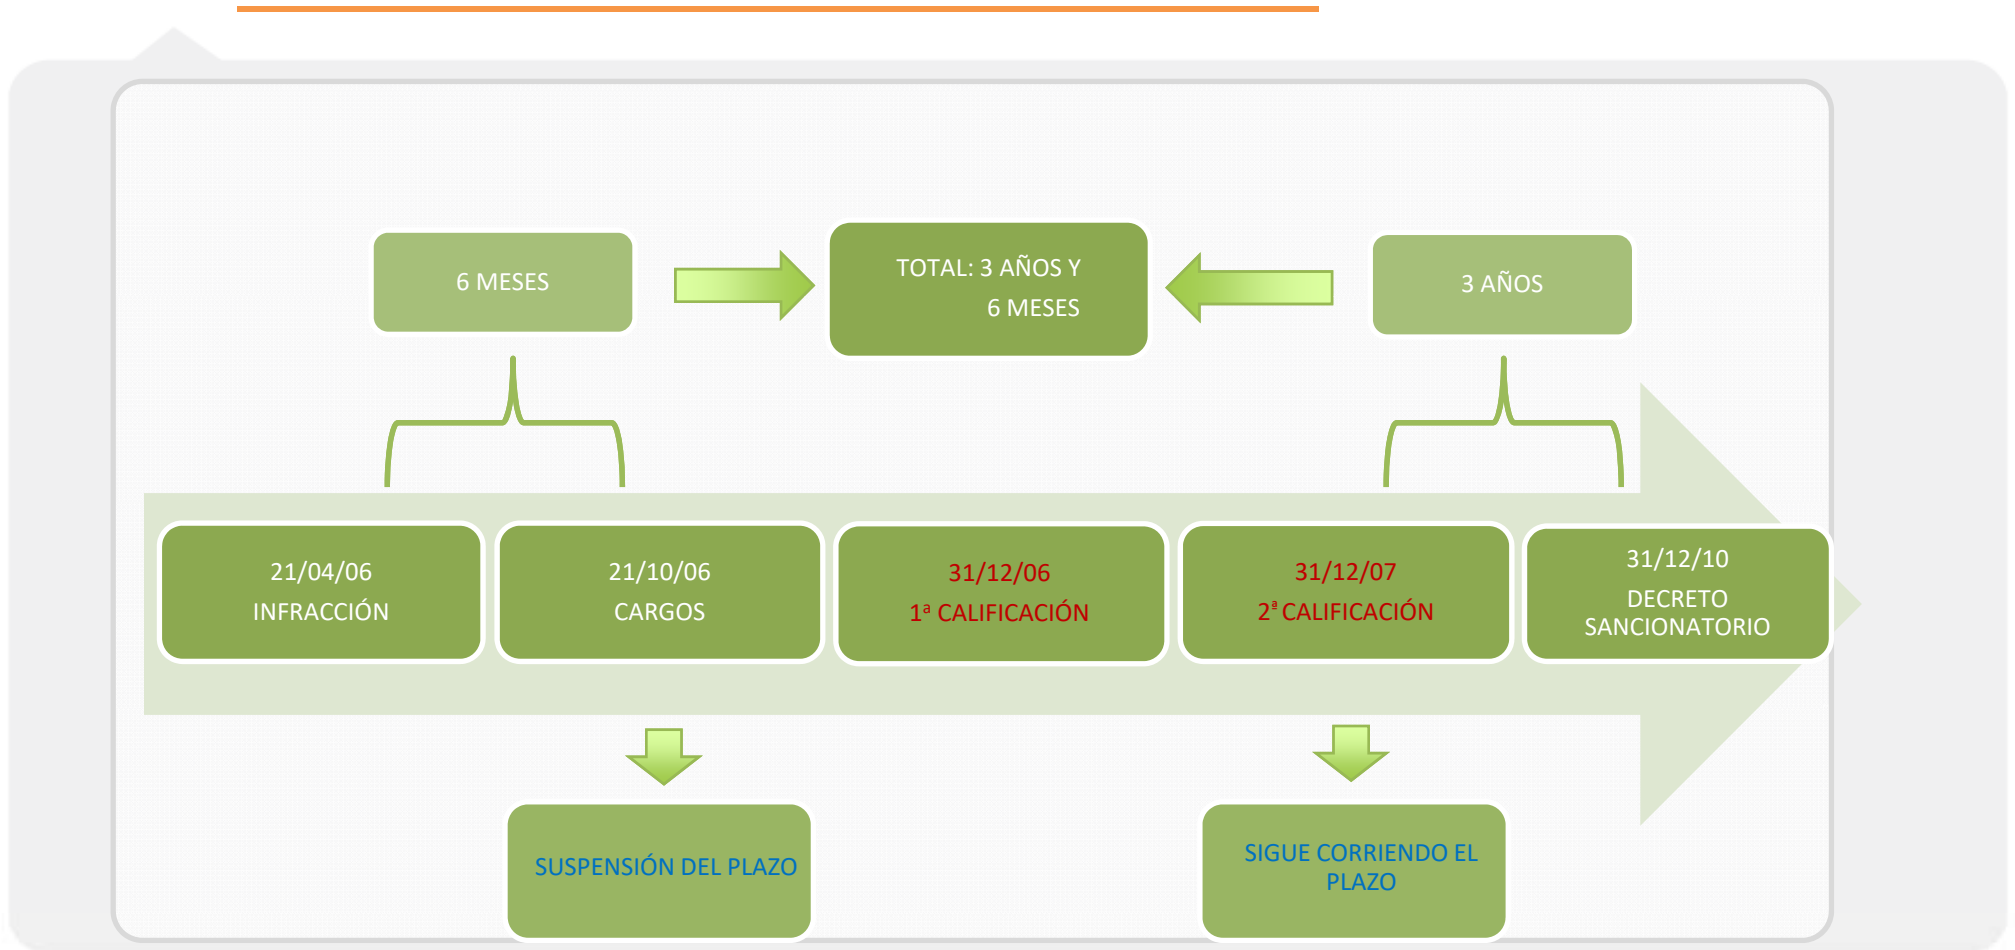 6 MESES
TOTAL: 3 AÑOS Y
6 MESES
3 AÑOS
21/04/06
INFRACCIÓN
21/10/06
CARGOS
31/12/06
1ª CALIFICACIÓN
31/12/07
2ª CALIFICACIÓN
31/12/10
DECRETO
SANCIONATORIO
SUSPENSIÓN DEL PLAZO
SIGUE CORRIENDO EL
PLAZO